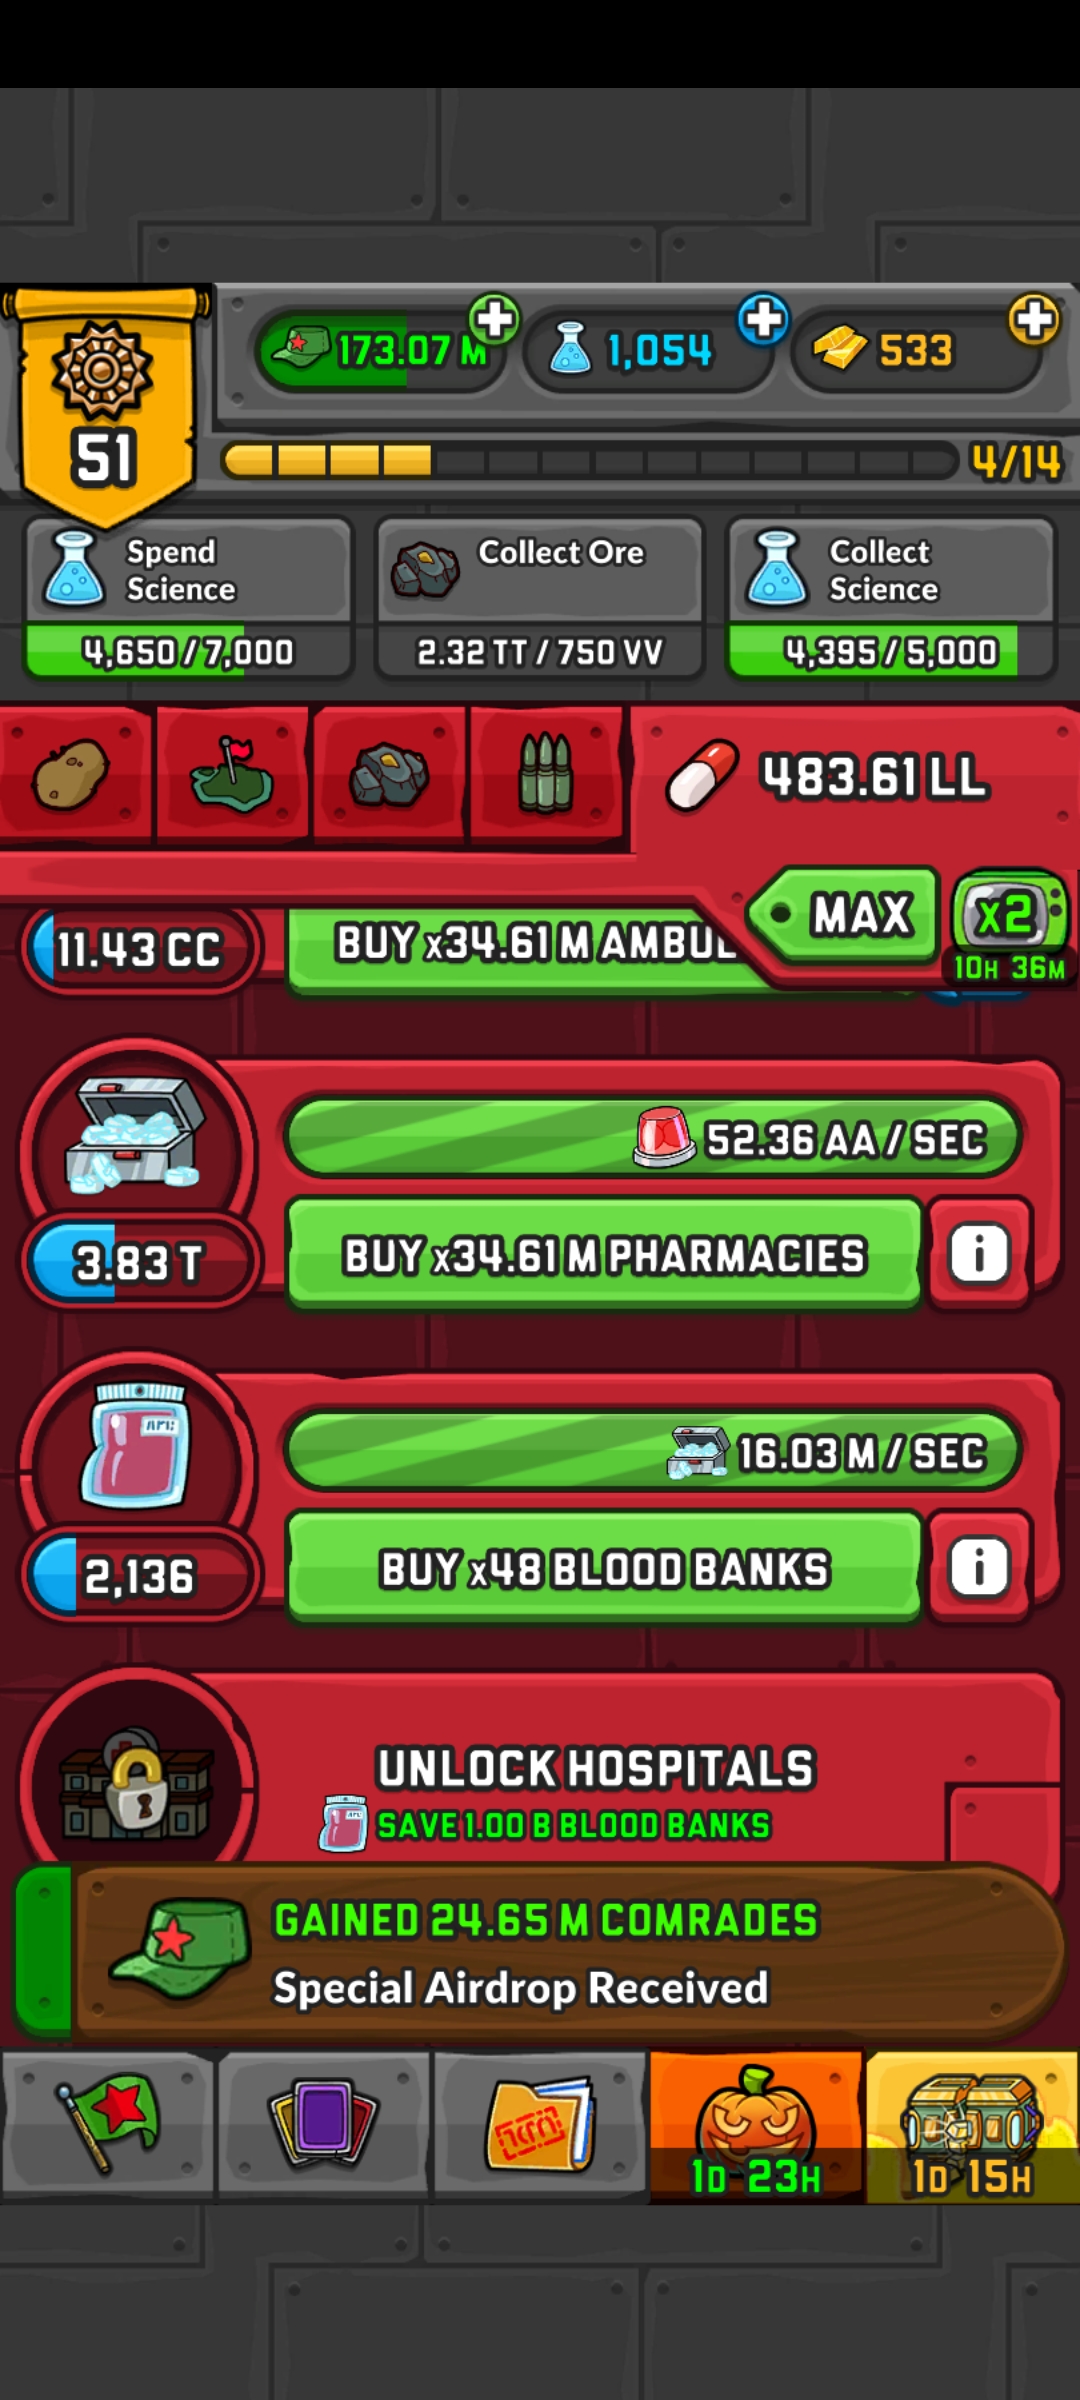 173.07 M
1,054
533
51
4/14
Spend
Science
4,650/7,000
Collect Ore
2.32 TT / 750 VV
Collect
Science
4,395/5,000
483.61 LL
MAX
x2
10H 36M
11.43 CC
BUY x34.61 M AMBUL
52.36 AA / SEC
3.83 T
BUY x34.61 M PHARMACIES
i
16.03 M / SEC
2,136
BUY x48 BLOOD BANKS
i
UNLOCK HOSPITALS
SAVE 1.00 B BLOOD BANKS
GAINED 24.65 M COMRADES
Special Airdrop Received
1D 23H
1D 15H